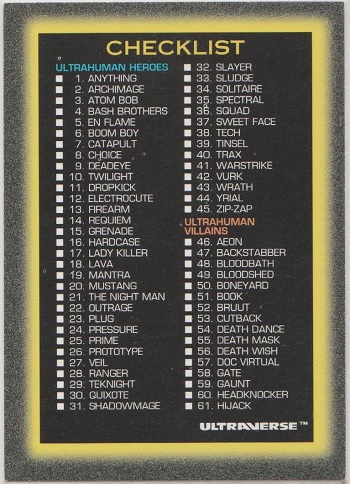 CHECKLIST
ULTRAHUMAN HEROES
1. ANYTHING
2. ARCHIMAGE
3. ATOM BOB
4. BASH BROTHERS
5. EN FLAME
6. BOOM BOY
7. CATAPULT
8. CHOICE
9. DEADEYE
10. TWILIGHT
11. DROPKICK
12. ELECTROCUTE
13. FIREARM
14. REQUIEM
15. GRENADE
16. HARDCASE
17. LADY KILLER
18. LAVA
19. MANTRA
20. MUSTANG
21. THE NIGHT MAN
22. OUTRAGE
23. PLUG
24. PRESSURE
25. PRIME
26. PROTOTYPE
27. VEIL
28. RANGER
29. TEKNIGHT
30. QUIXOTE
31. SHADOWMAGE
32. SLAYER
33. SLUDGE
34. SOLITAIRE
35. SPECTRAL
36. SQUAD
37. SWEET FACE
38. TECH
39. TINSEL
40. TRAX
41. WARSTRIKE
42. VURK
43. WRATH
44. YRIAL
45. ZIP-ZAP
ULTRAHUMAN
VILLAINS
46. AEON
47. BACKSTABBER
48. BLOODBATH
49. BLOODSHED
50. BONEYARD
51. BOOK
52. BRUUT
53. CUTBACK
54. DEATH DANCE
55. DEATH MASK
56. DEATH WISH
57. DOC VIRTUAL
58. GATE
59. GAUNT
60. HEADKNOCKER
61. HIJACK
ULTRAVERSE™